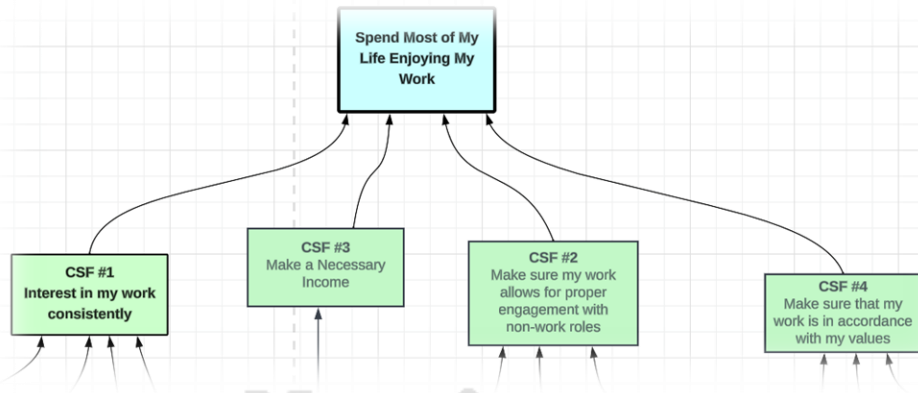 Spend Most of My
Life Enjoying My
Work
CSF #1
Interest in my work
consistently
CSF #3
Make a Necessary
Income
CSF #2
Make sure my work
allows for proper
engagement with
non-work roles
CSF #4
Make sure that my
work is in accordance
with my values